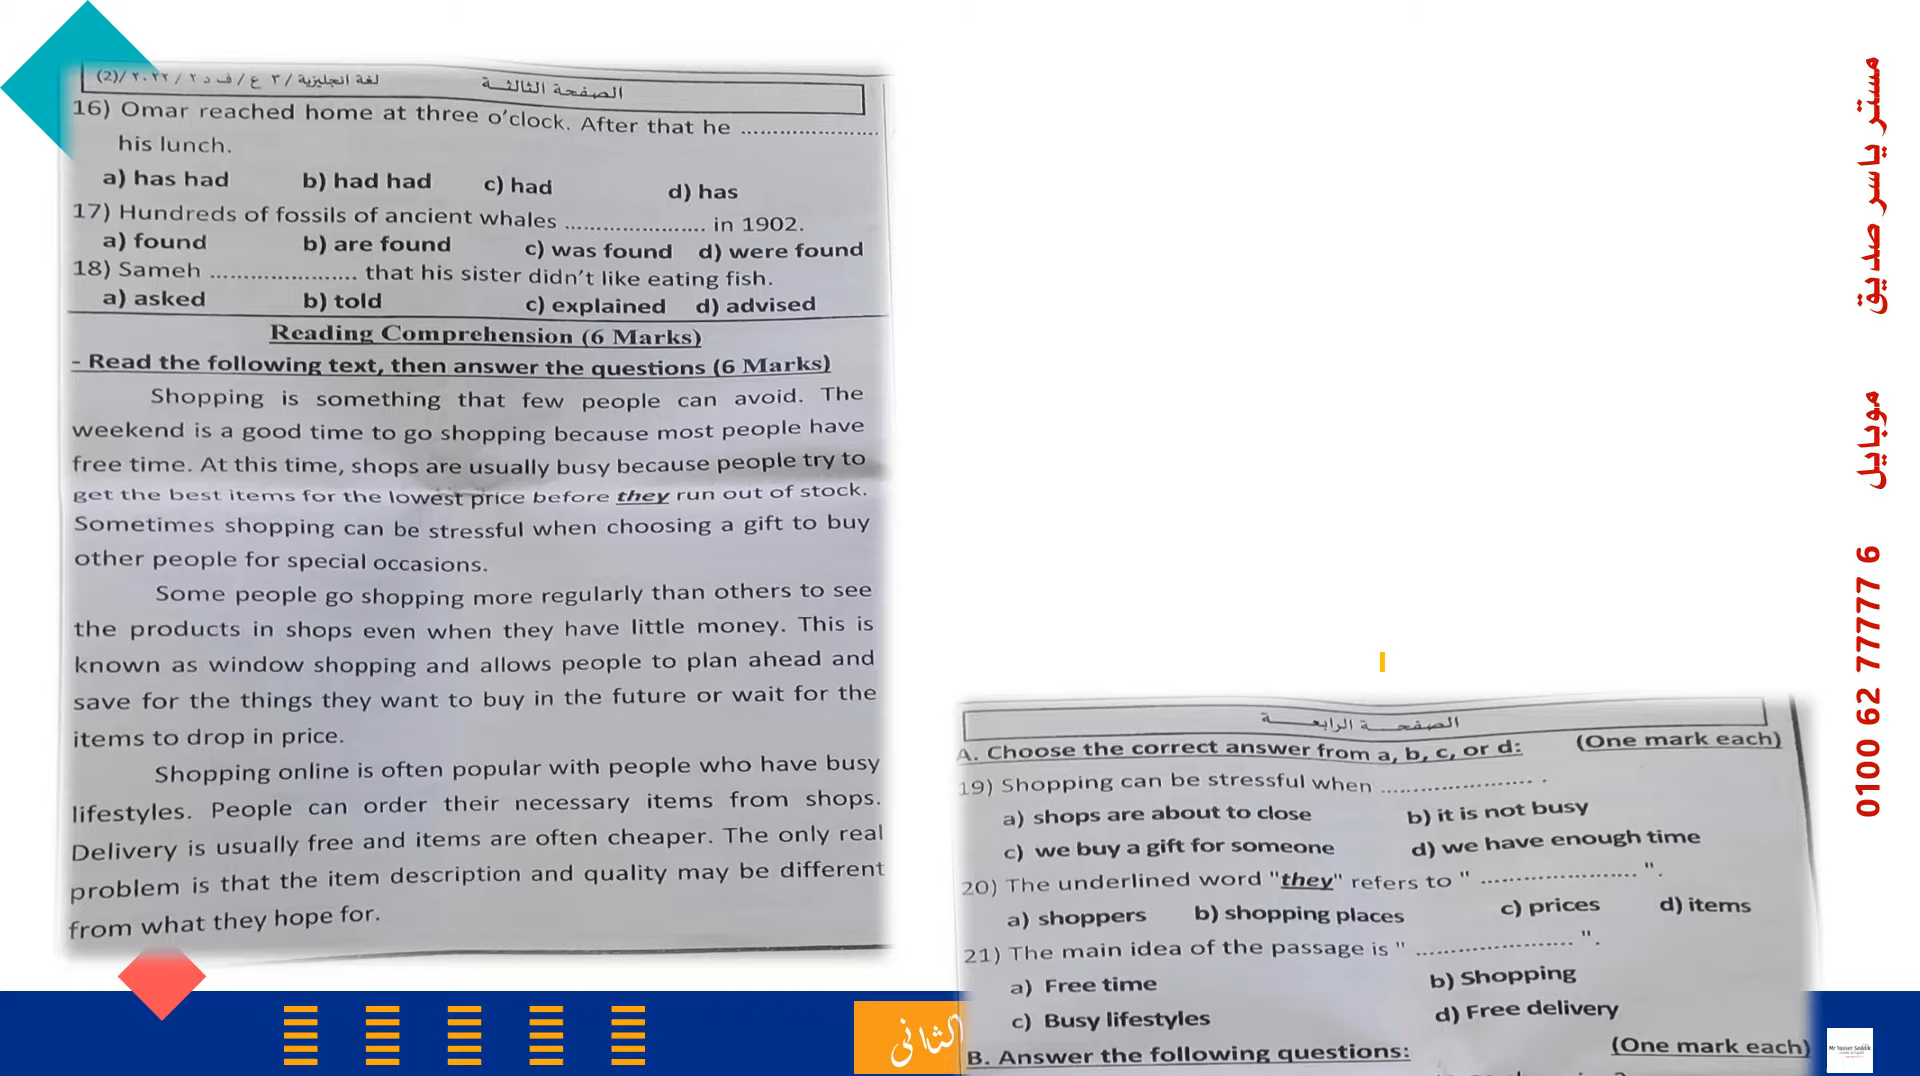 لغة انجليزية / ٣ ع / ف د ٢ / ٢٠٢٢ /(2)
الصفحة الثالثة
16) Omar reached home at three o’clock. After that he ......................
his lunch.
a) has had b) had had c) had d) has
17) Hundreds of fossils of ancient whales ..................... in 1902.
a) found b) are found c) was found d) were found
18) Sameh ...................... that his sister didn’t like eating fish.
a) asked b) told c) explained d) advised
Reading Comprehension (6 Marks)
- Read the following text, then answer the questions (6 Marks)
Shopping is something that few people can avoid. The
weekend is a good time to go shopping because most people have
free time. At this time, shops are usually busy because people try to
get the best items for the lowest price before they run out of stock.
Sometimes shopping can be stressful when choosing a gift to buy
other people for special occasions.
Some people go shopping more regularly than others to see
the products in shops even when they have little money. This is
known as window shopping and allows people to plan ahead and
save for the things they want to buy in the future or wait for the
items to drop in price.
Shopping online is often popular with people who have busy
lifestyles. People can order their necessary items from shops.
Delivery is usually free and items are often cheaper. The only real
problem is that the item description and quality may be different
from what they hope for.
الصفحة الرابعة
A. Choose the correct answer from a, b, c, or d: (One mark each)
19) Shopping can be stressful when ....................... .
a) shops are about to close b) it is not busy
c) we buy a gift for someone d) we have enough time
20) The underlined word "they" refers to " ....................... ".
a) shoppers b) shopping places c) prices d) items
21) The main idea of the passage is " ....................... ".
a) Free time b) Shopping
c) Busy lifestyles d) Free delivery
B. Answer the following questions: (One mark each)
الثانى
مستر ياسر صديق
موبايل
0100 62 77777 6
Mr Yasser Seddik